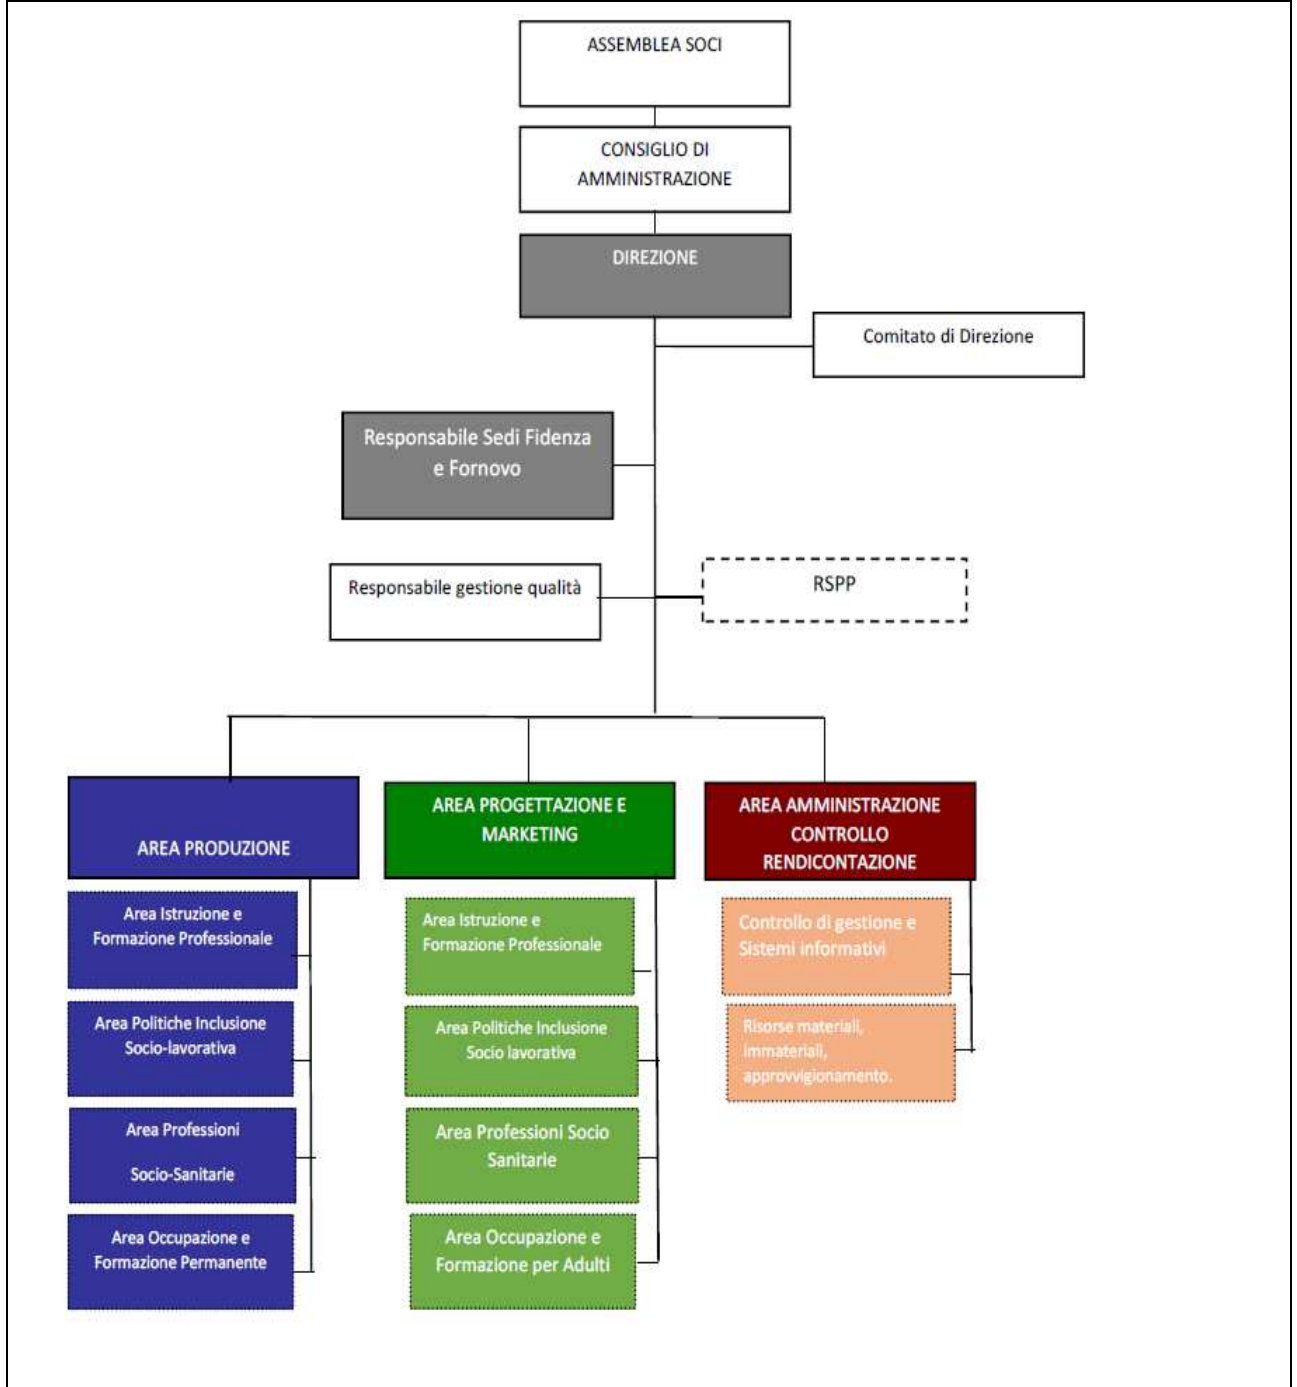 ASSEMBLEA SOCI
CONSIGLIO DI
AMMINISTRAZIONE
DIREZIONE
Comitato di Direzione
Responsabile Sedi Fidenza
e Fornovo
Responsabile gestione qualità
RSPP
AREA PRODUZIONE
Area Istruzione e
Formazione Professionale
Area Politiche Inclusione
Socio-lavorativa
Area Professioni
Socio-Sanitarie
Area Occupazione e
Formazione Permanente
AREA PROGETTAZIONE E
MARKETING
Area Istruzione e
Formazione Professionale
Area Politiche Inclusione
Socio lavorativa
Area Professioni Socio
Sanitarie
Area Occupazione e
Formazione per Adulti
AREA AMMINISTRAZIONE
CONTROLLO
RENDICONTAZIONE
Controllo di gestione e
Sistemi informativi
Risorse materiali,
immateriali,
approvvigionamento.